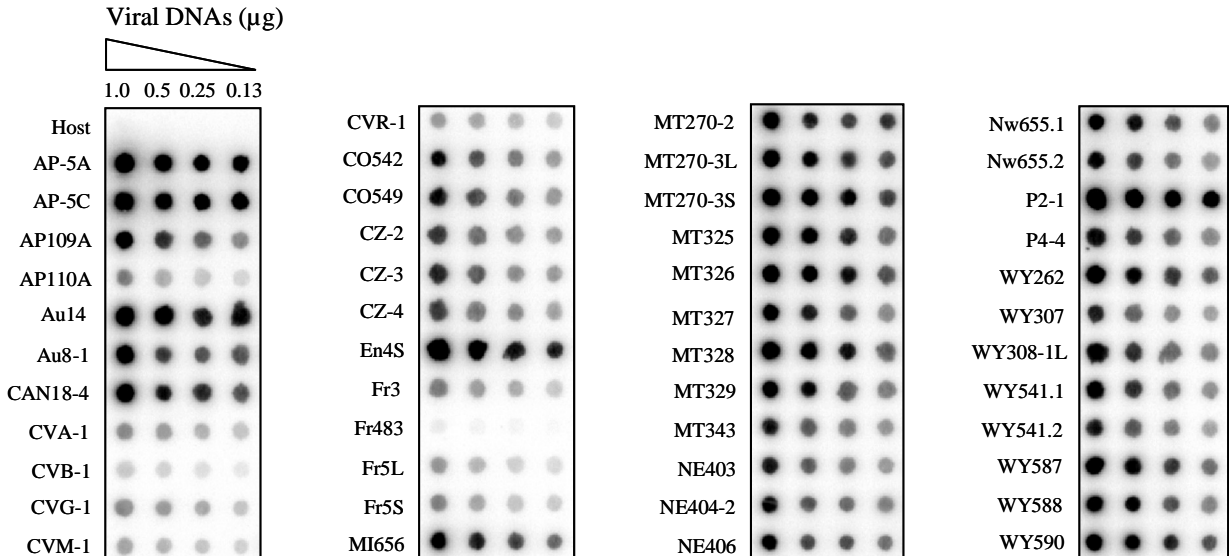 Viral DNAs (µg)
1.0 0.5 0.25 0.13
Host
AP-5A
AP-5C
AP109A
AP110A
Au14
Au8-1
CAN18-4
CVA-1
CVB-1
CVG-1
CVM-1
CVR-1
CO542
CO549
CZ-2
CZ-3
CZ-4
En4S
Fr3
Fr483
Fr5L
Fr5S
MI656
MT270-2
MT270-3L
MT270-3S
MT325
MT326
MT327
MT328
MT329
MT343
NE403
NE404-2
NE406
Nw655.1
Nw655.2
P2-1
P4-4
WY262
WY307
WY308-1L
WY541.1
WY541.2
WY587
WY588
WY590